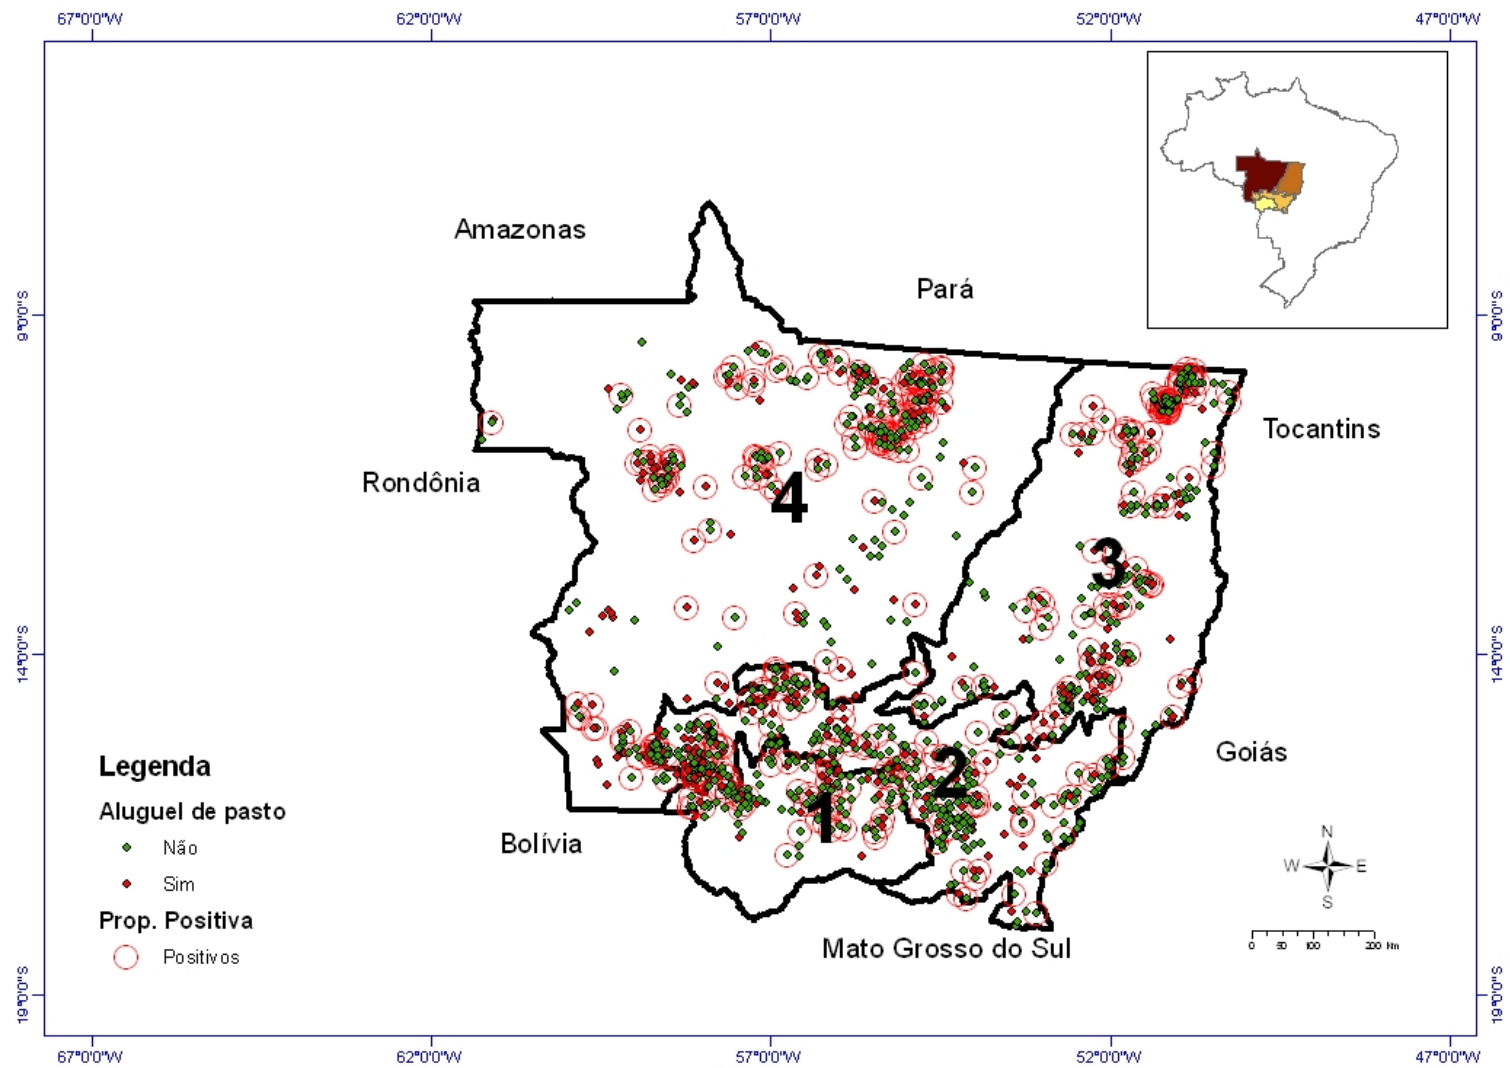 67°0'0"W 62°0'0"W 57°0'0"W 52°0'0"W 47°0'0"W
9°0'0"S 9°0'0"S
14°0'0"S 14°0'0"S
19°0'0"S 19°0'0"S
Amazonas
Pará
Tocantins
Rondônia
4
3
Goiás
2
1
Bolívia
Mato Grosso do Sul
Legenda
Aluguel de pasto
Não
Sim
Prop. Positiva
Positivos
N
W E
S
0 50 100 200 Km
67°0'0"W 62°0'0"W 57°0'0"W 52°0'0"W 47°0'0"W